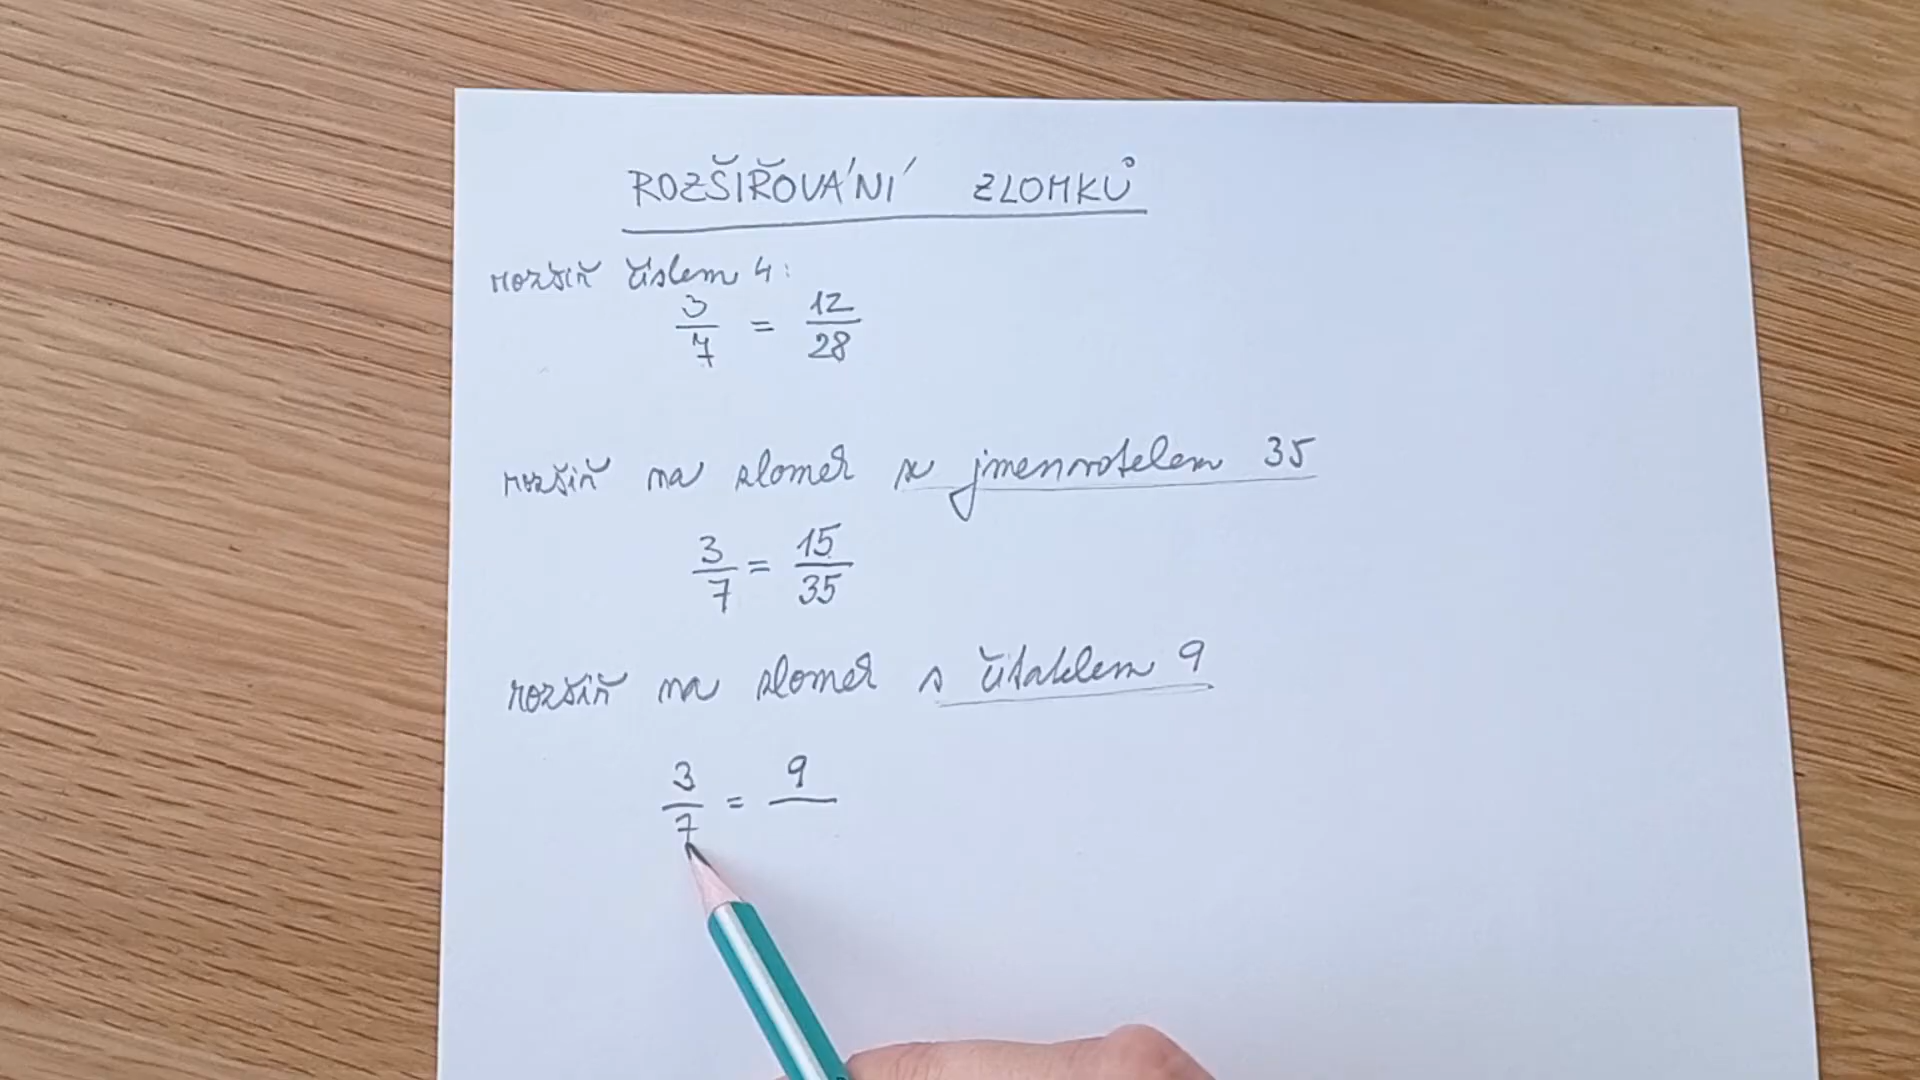 ROZŠIŘOVÁNÍ ZLOMKŮ
rozšiř číslem 4:
3/7 = 12/28
rozšiř na zlomek se jmenovatelem 35
3/7 = 15/35
rozšiř na zlomek s čitatelem 9
3/7 = 9/